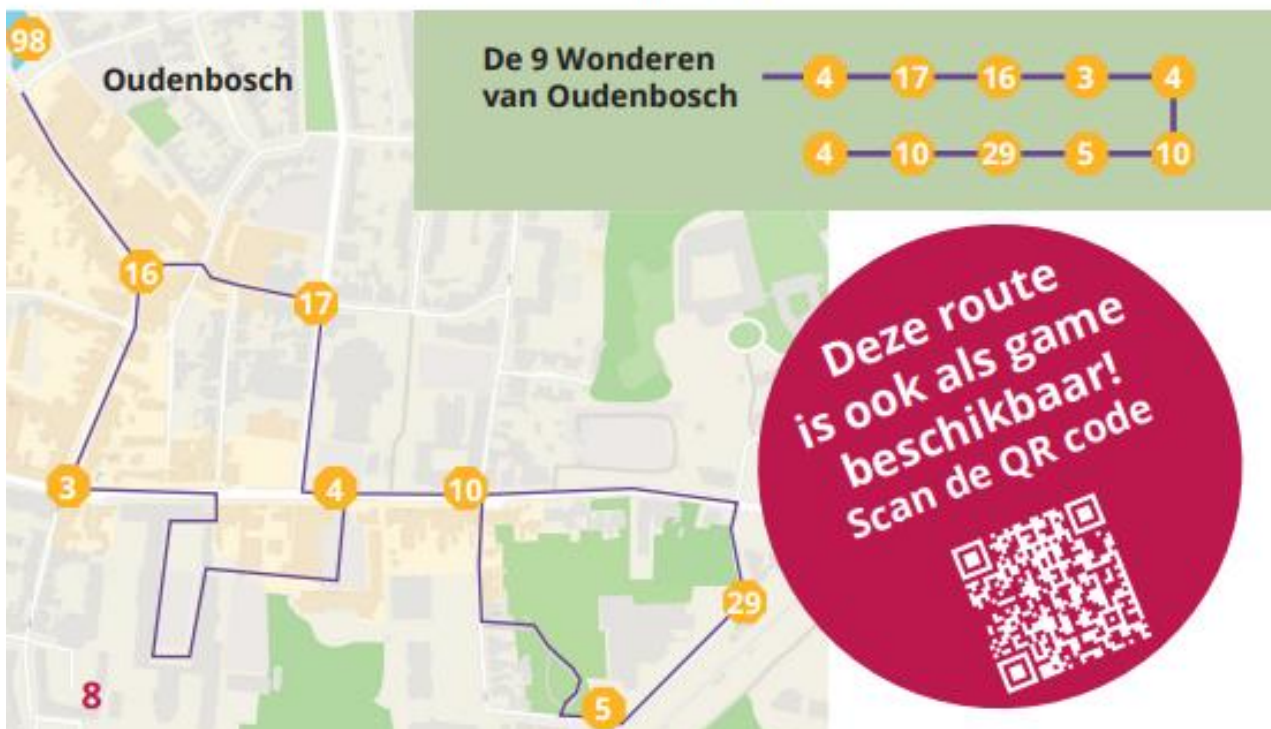 98
Oudenbosch
De 9 Wonderen
van Oudenbosch
4 17 16 3 4
4 10 29 5 10
16
17
3
4
10
29
5
8
Deze route
is ook als game
beschikbaar!
Scan de QR code